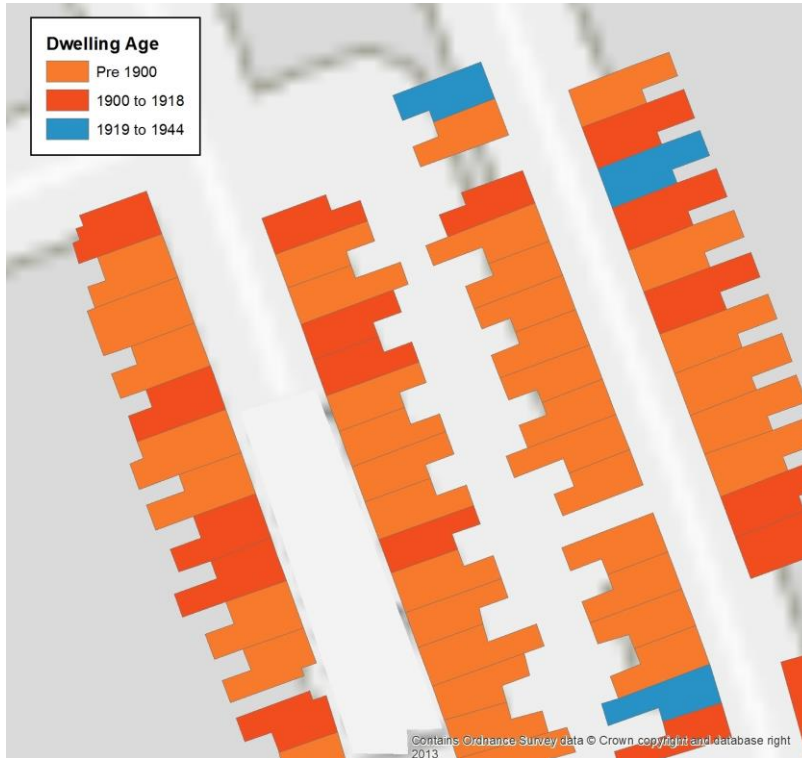 Dwelling Age
Pre 1900
1900 to 1918
1919 to 1944
Contains Ordnance Survey data © Crown copyright and database right
2013